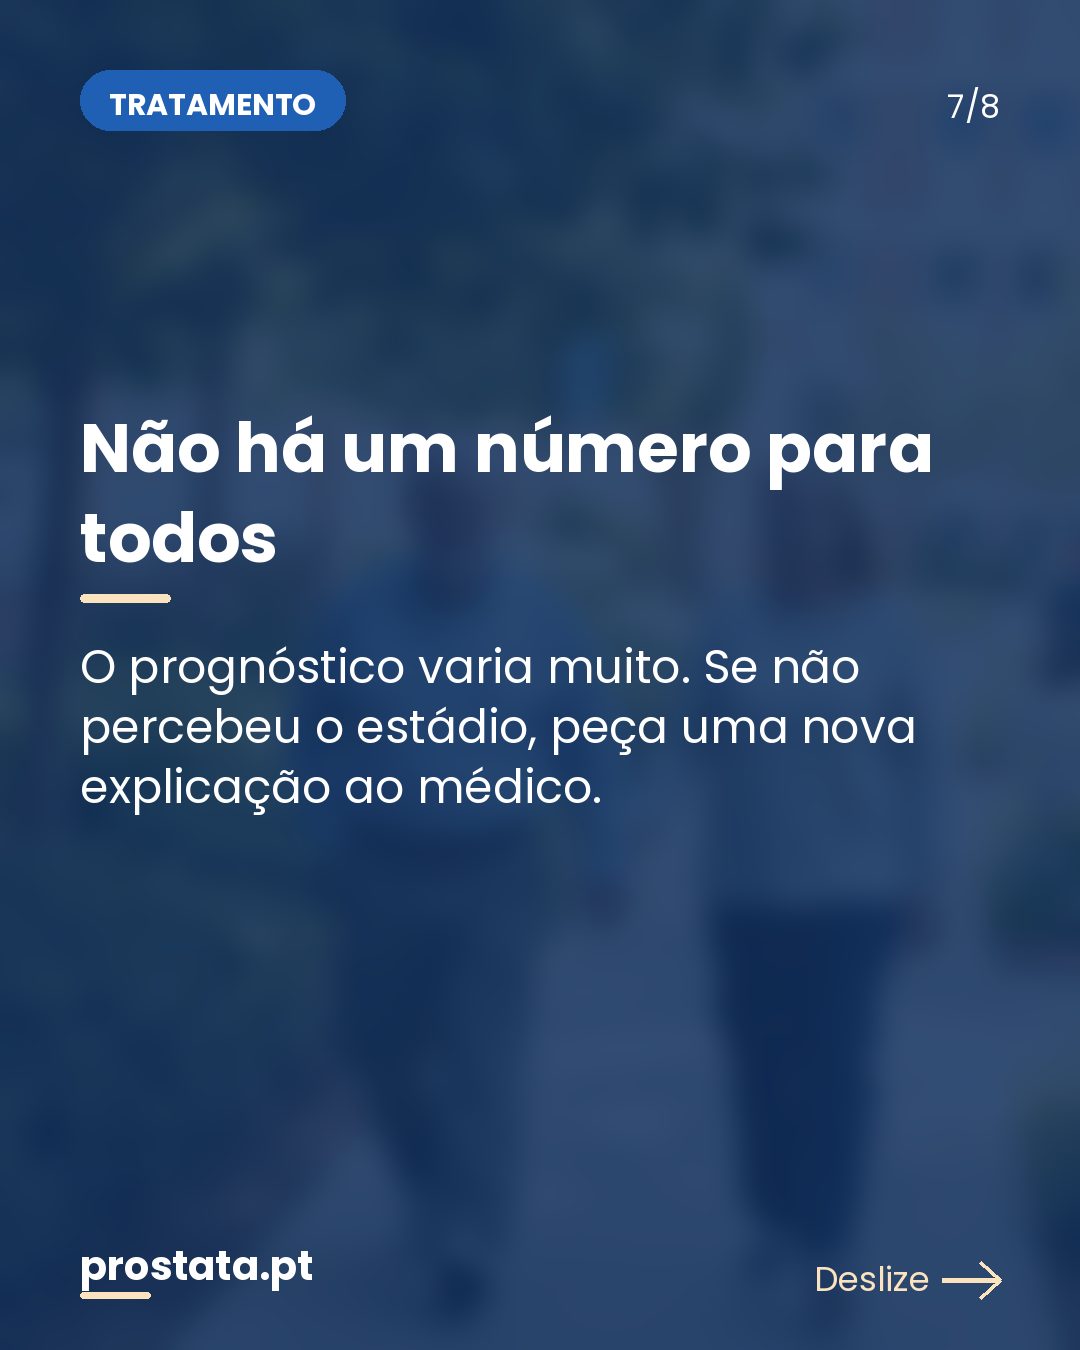 TRATAMENTO
7/8
Não há um número para
todos
O prognóstico varia muito. Se não
percebeu o estádio, peça uma nova
explicação ao médico.
prostata.pt
Deslize